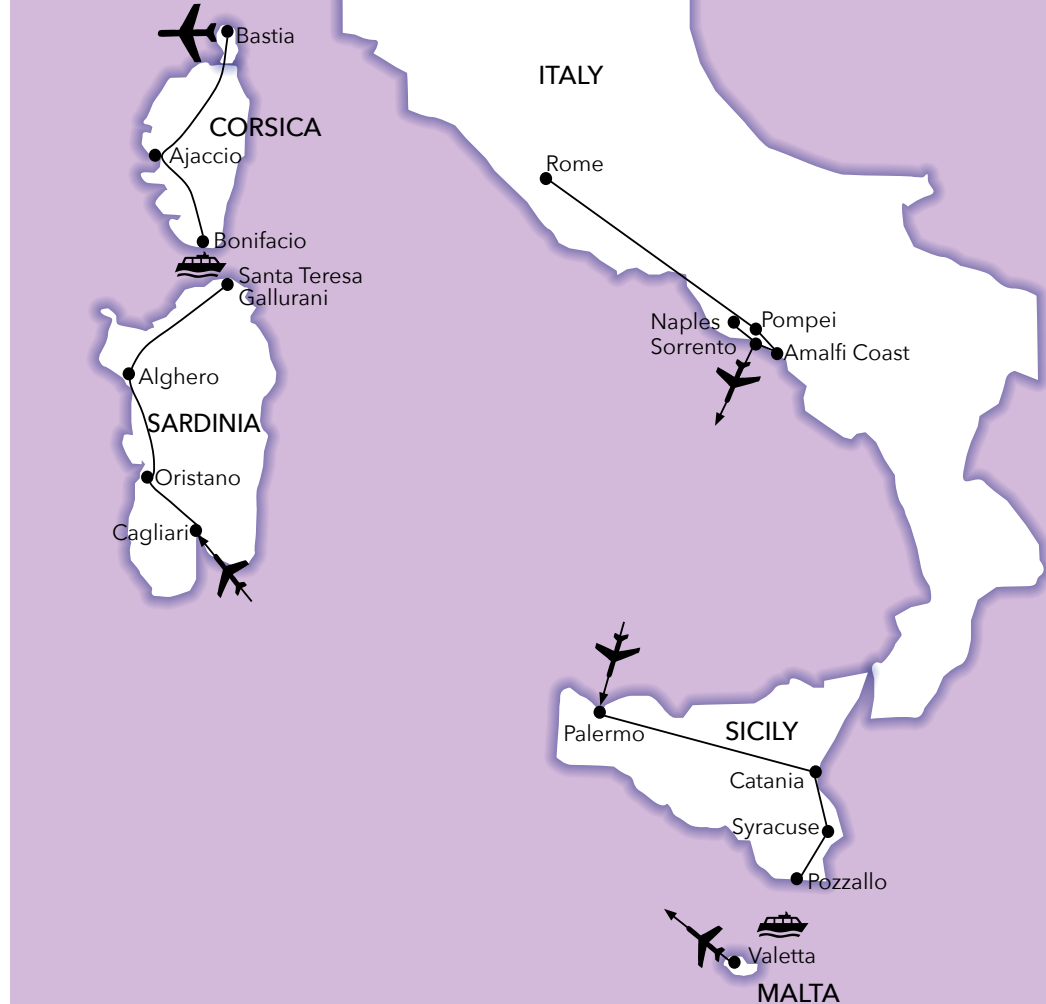 Bastia
ITALY
CORSICA
Ajaccio
Rome
Bonifacio
Santa Teresa
Gallurani
Naples
Pompei
Sorrento
Amalfi Coast
Alghero
SARDINIA
Oristano
Cagliari
Palermo
SICILY
Catania
Syracuse
Pozzallo
Valetta
MALTA